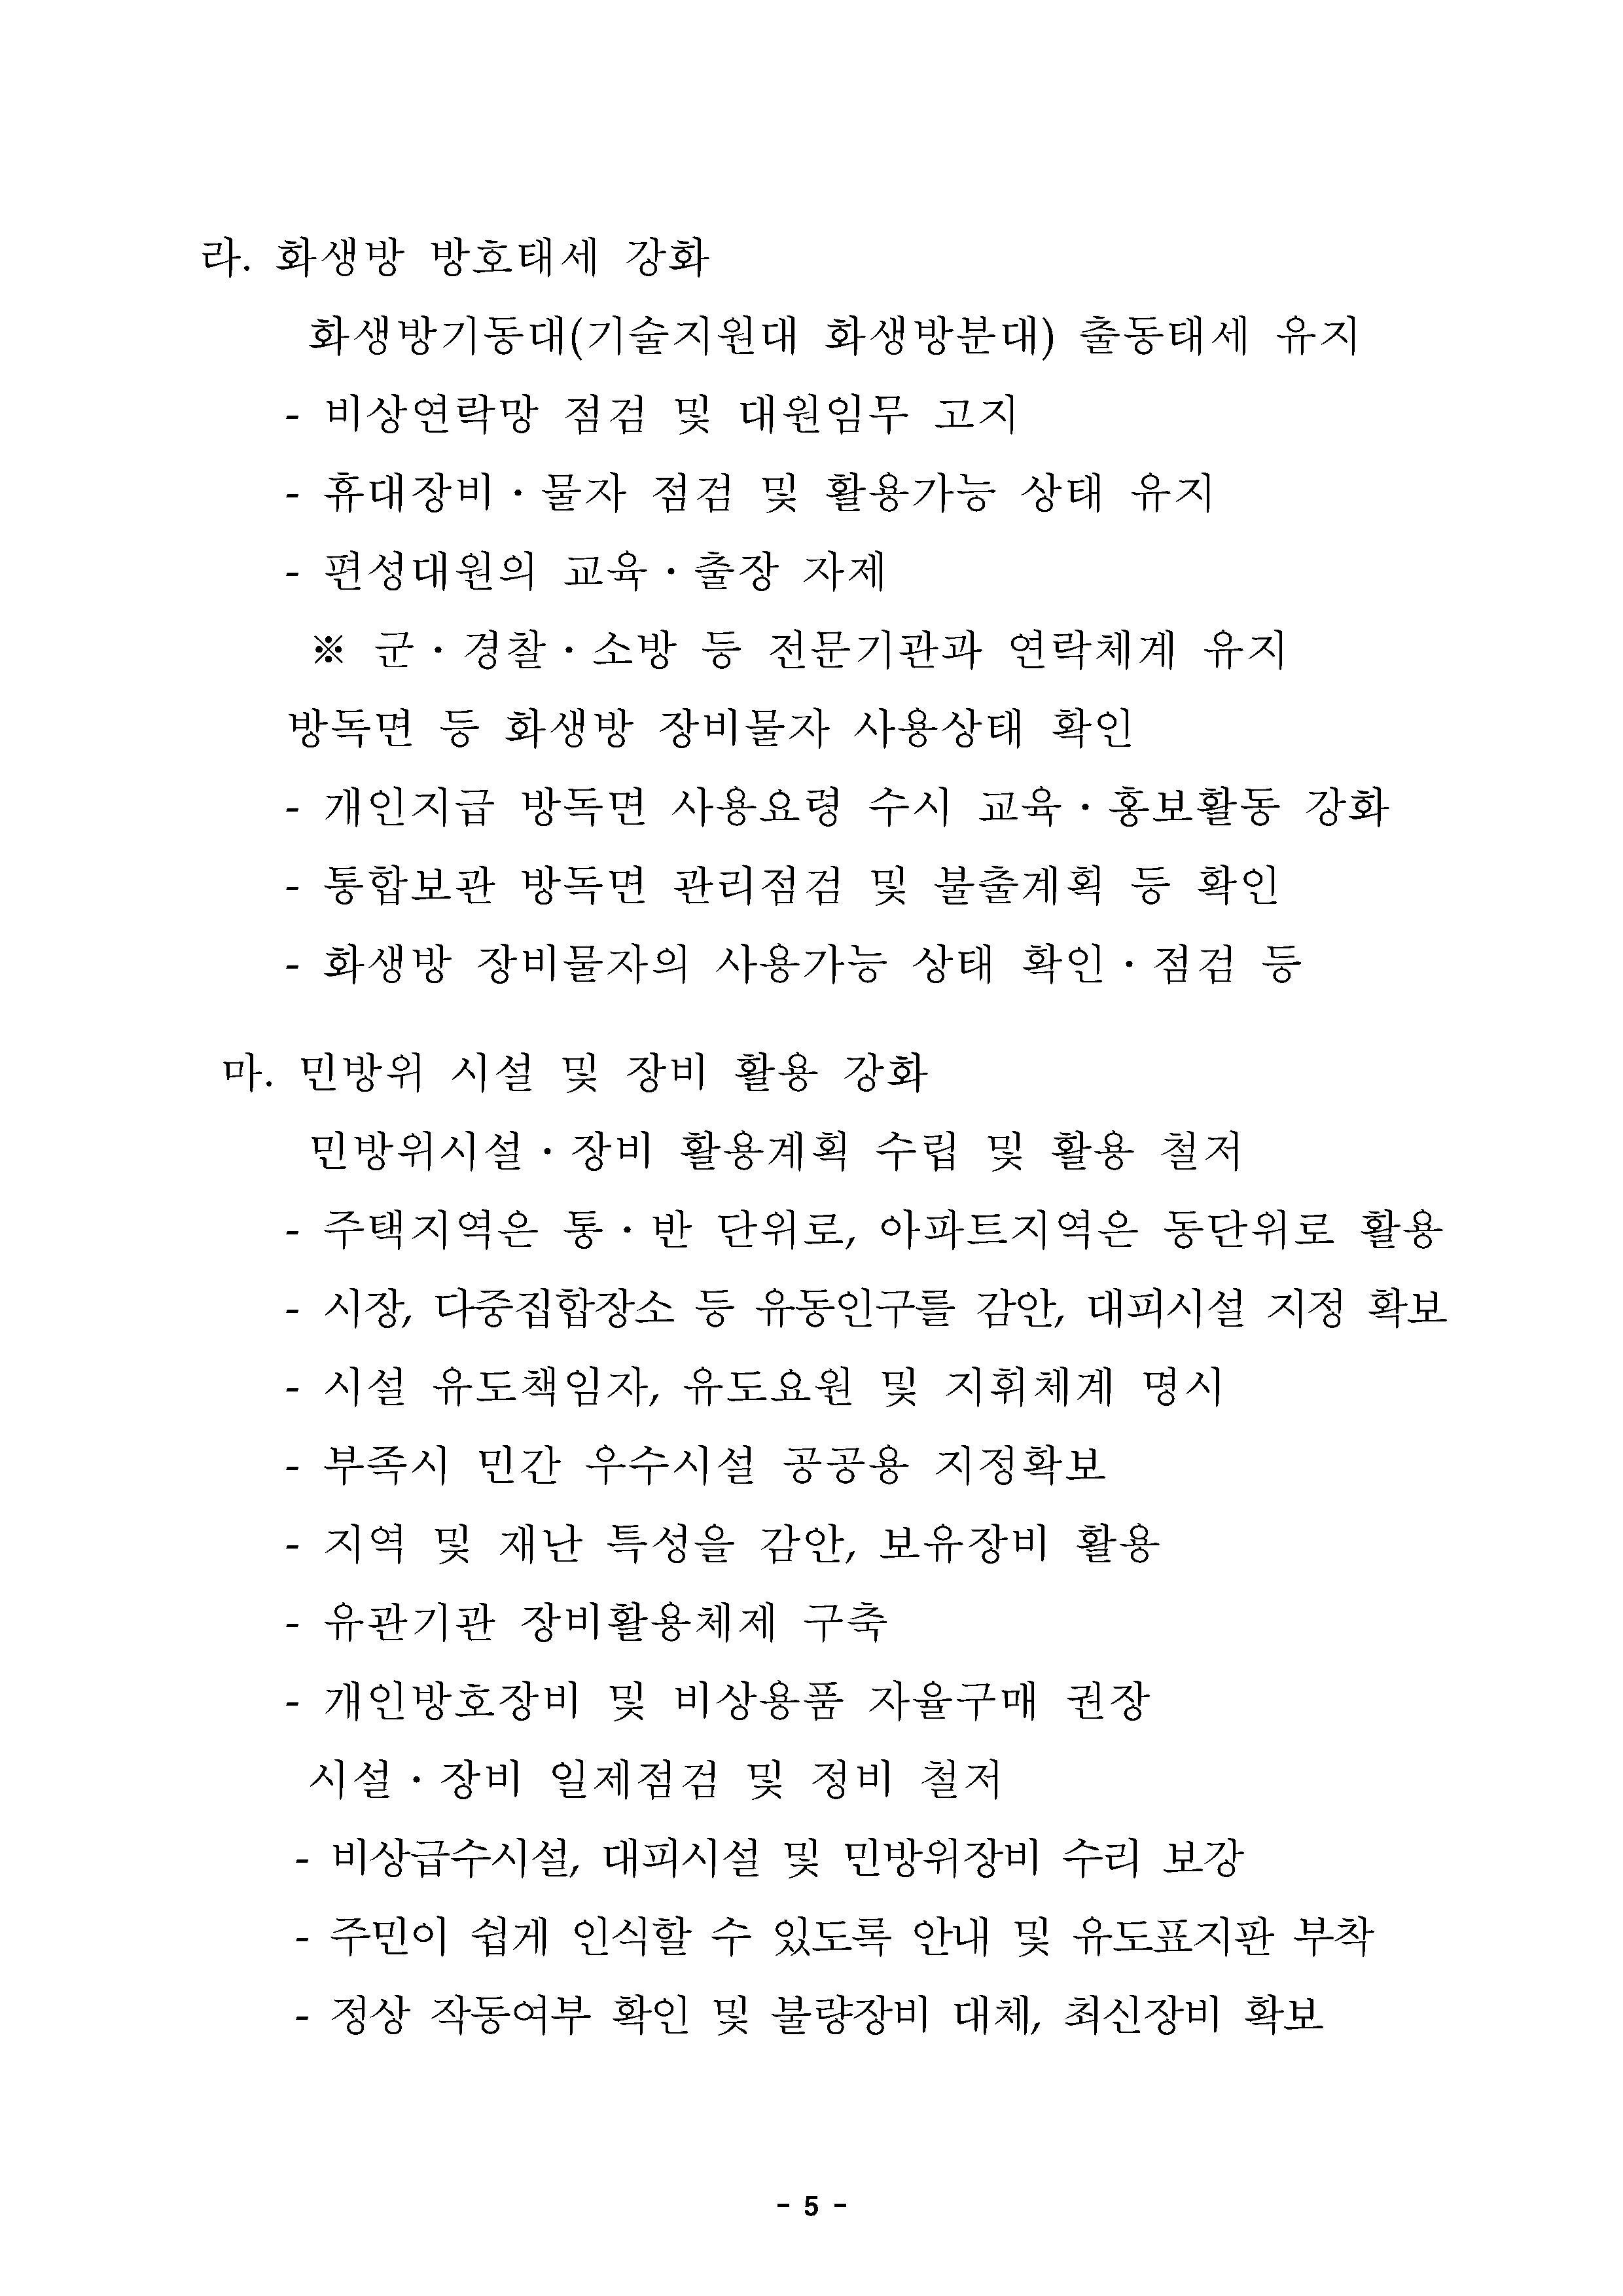 라. 화생방 방호태세 강화
화생방기동대(기술지원대 화생방분대) 출동태세 유지
- 비상연락망 점검 및 대원임무 고지
- 휴대장비·물자 점검 및 활용가능 상태 유지
- 편성대원의 교육·출장 자제
※ 군·경찰·소방 등 전문기관과 연락체계 유지
방독면 등 화생방 장비물자 사용상태 확인
- 개인지급 방독면 사용요령 수시 교육·홍보활동 강화
- 통합보관 방독면 관리점검 및 불출계획 등 확인
- 화생방 장비물자의 사용가능 상태 확인·점검 등
마. 민방위 시설 및 장비 활용 강화
민방위시설·장비 활용계획 수립 및 활용 철저
- 주택지역은 통·반 단위로, 아파트지역은 동단위로 활용
- 시장, 다중집합장소 등 유동인구를 감안, 대피시설 지정 확보
- 시설 유도책임자, 유도요원 및 지휘체계 명시
- 부족시 민간 우수시설 공공용 지정확보
- 지역 및 재난 특성을 감안, 보유장비 활용
- 유관기관 장비활용체제 구축
- 개인방호장비 및 비상용품 자율구매 권장
시설·장비 일제점검 및 정비 철저
- 비상급수시설, 대피시설 및 민방위장비 수리 보강
- 주민이 쉽게 인식할 수 있도록 안내 및 유도표지판 부착
- 정상 작동여부 확인 및 불량장비 대체, 최신장비 확보
- 5 -